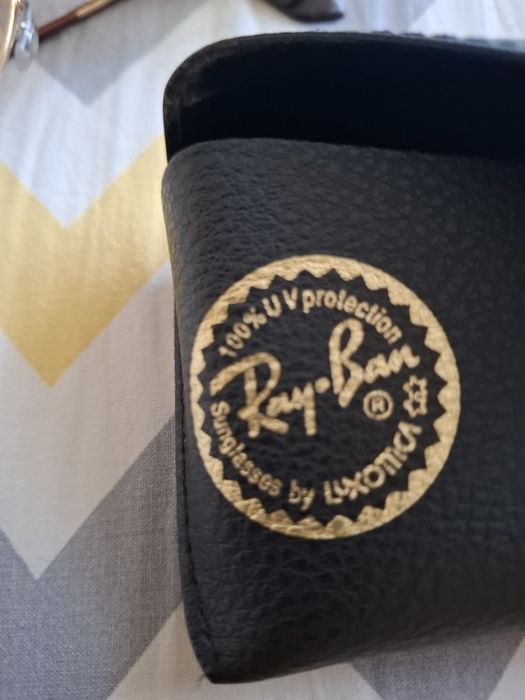 100% UV protection
Ray-Ban
®
Sunglasses by LUXOTTICA